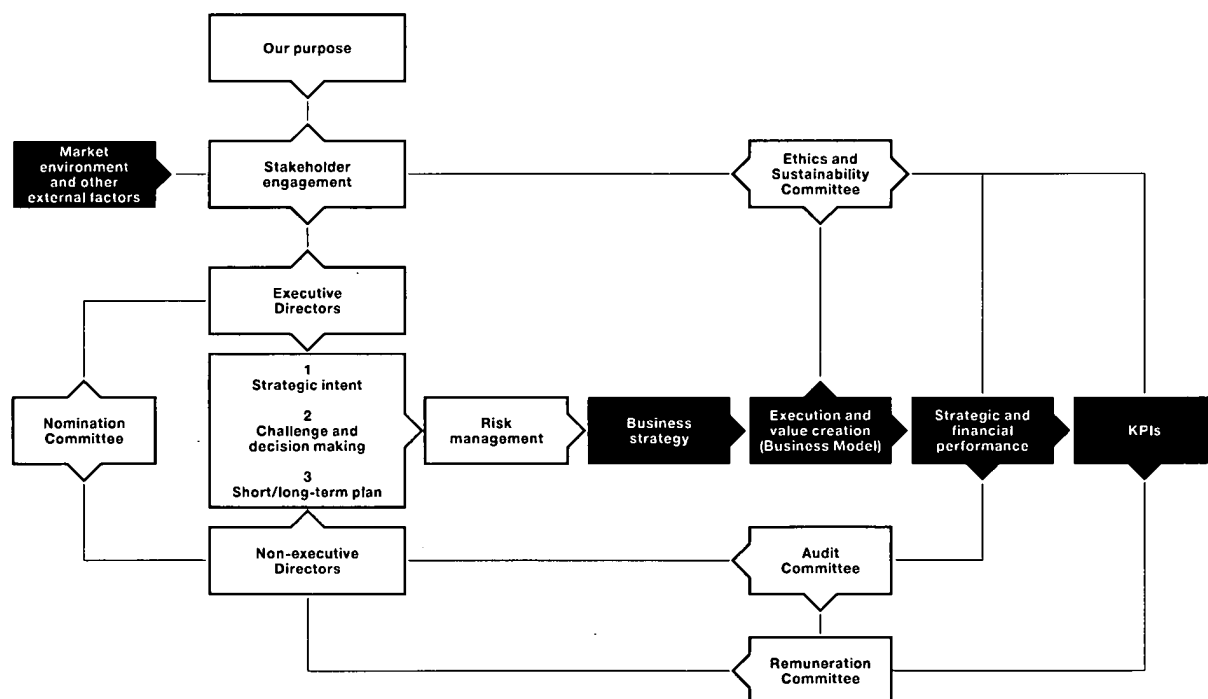 Our purpose
Market
environment
and other
external factors
Stakeholder
engagement
Ethics and
Sustainability
Committee
Executive
Directors
1
Strategic intent
2
Challenge and
decision making
3
Short/long-term plan
Nomination
Committee
Risk
management
Business
strategy
Execution and
value creation
(Business Model)
Strategic and
financial
performance
KPIs
Non-executive
Directors
Audit
Committee
Remuneration
Committee